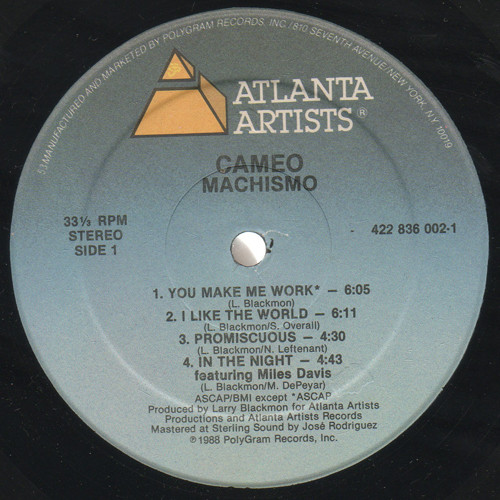 53 MANUFACTURED AND MARKETED BY POLYGRAM RECORDS, INC./810 SEVENTH AVENUE/NEW YORK, N.Y. 10019
ATLANTA
ARTISTS®
CAMEO
MACHISMO
33⅓ RPM
STEREO
SIDE 1
422 836 002-1
1. YOU MAKE ME WORK* – 6:05
(L. Blackmon)
2. I LIKE THE WORLD – 6:11
(L. Blackmon/S. Overall)
3. PROMISCUOUS – 4:30
(L. Blackmon/N. Leftenant)
4. IN THE NIGHT – 4:43
featuring Miles Davis
(L. Blackmon/M. DePeyar)
ASCAP/BMI except *ASCAP
Produced by Larry Blackmon for Atlanta Artists
Productions and Atlanta Artists Records
Mastered at Sterling Sound by José Rodriguez
℗1988 PolyGram Records, Inc.